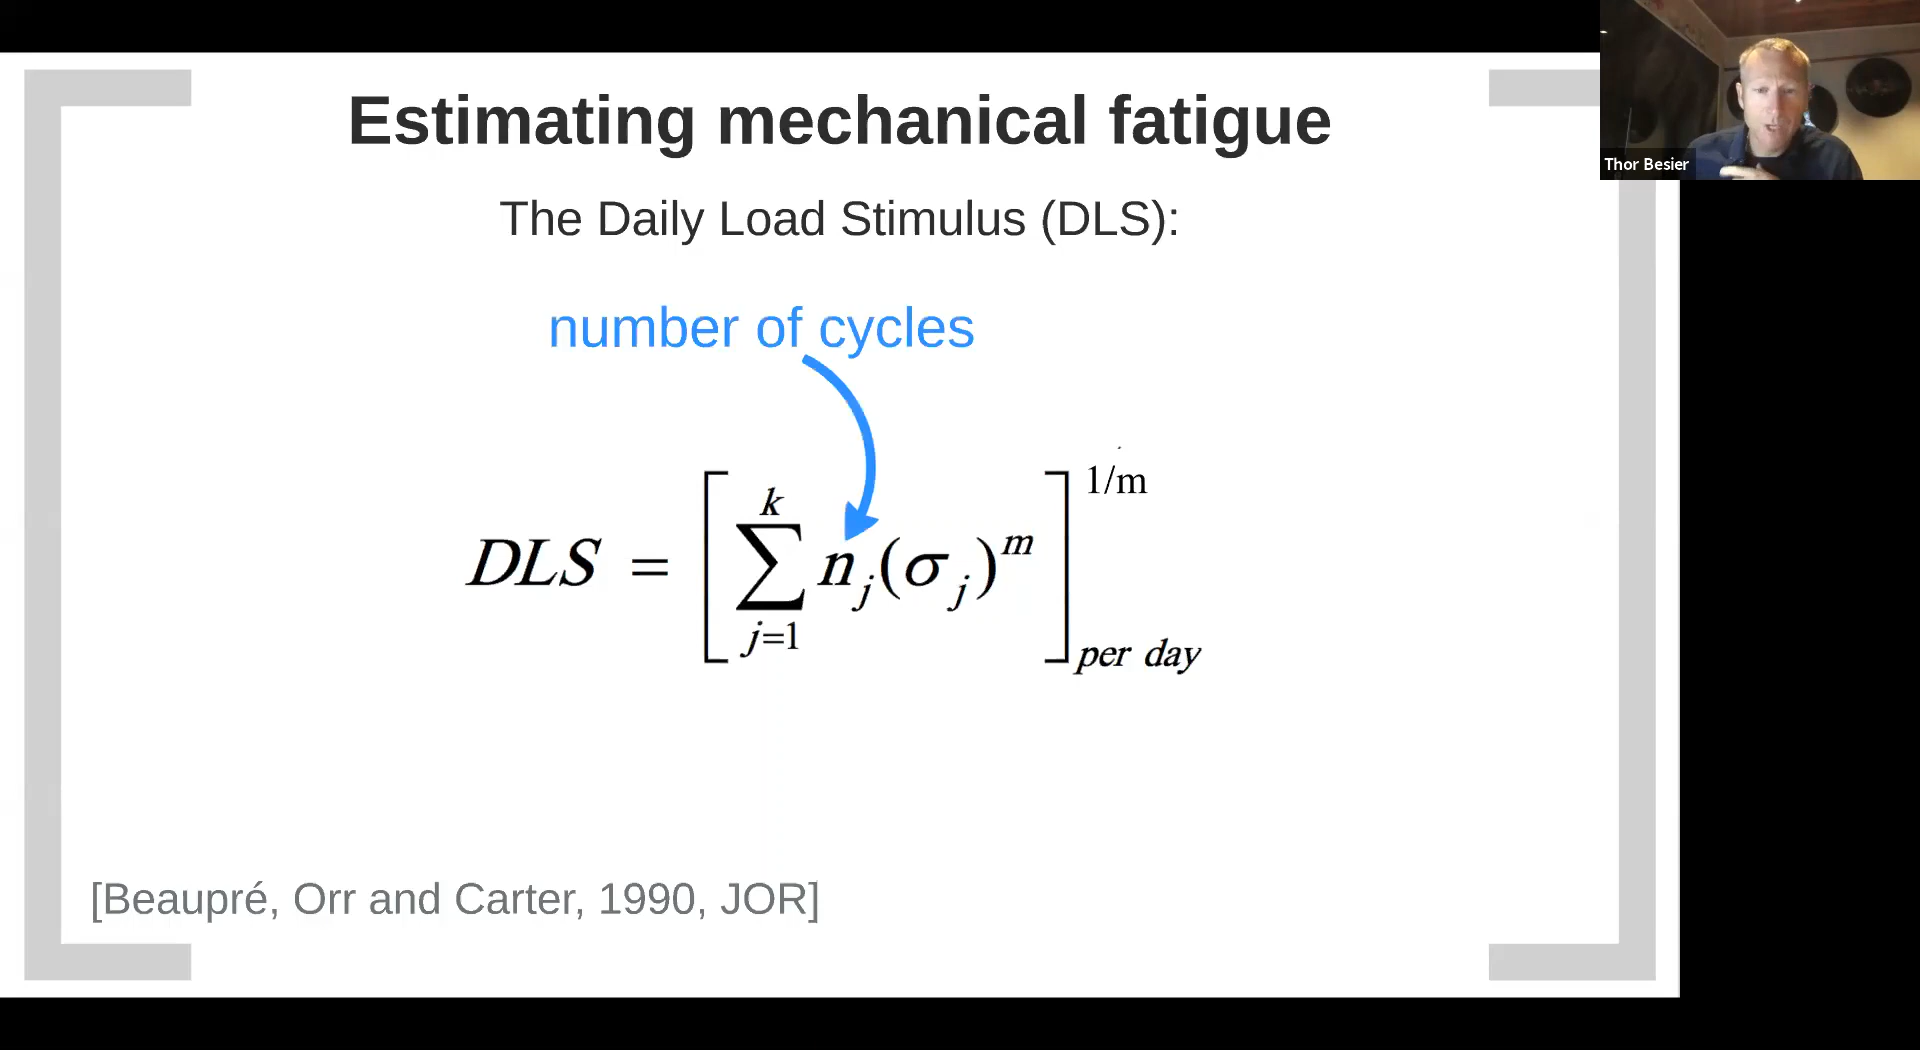 Estimating mechanical fatigue
Thor Besier
The Daily Load Stimulus (DLS):
number of cycles
DLS = [ \sum_{j=1}^{k} n_j (σ_j)^m ]^{1/m}_{per day}
[Beaupré, Orr and Carter, 1990, JOR]